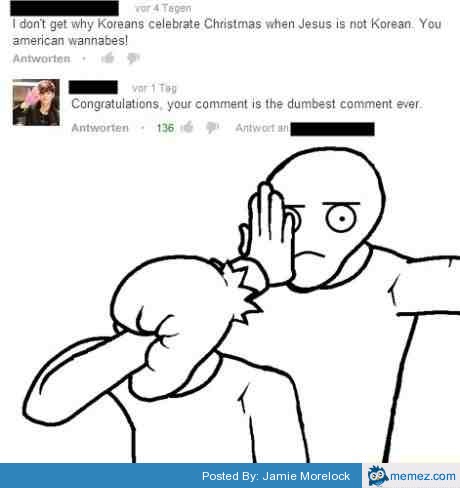 vor 4 Tagen
I don't get why Koreans celebrate Christmas when Jesus is not Korean. You
american wannabes!
Antworten ·
vor 1 Tag
Congratulations, your comment is the dumbest comment ever.
Antworten · 136 Antwort an
Posted By: Jamie Morelock memez.com